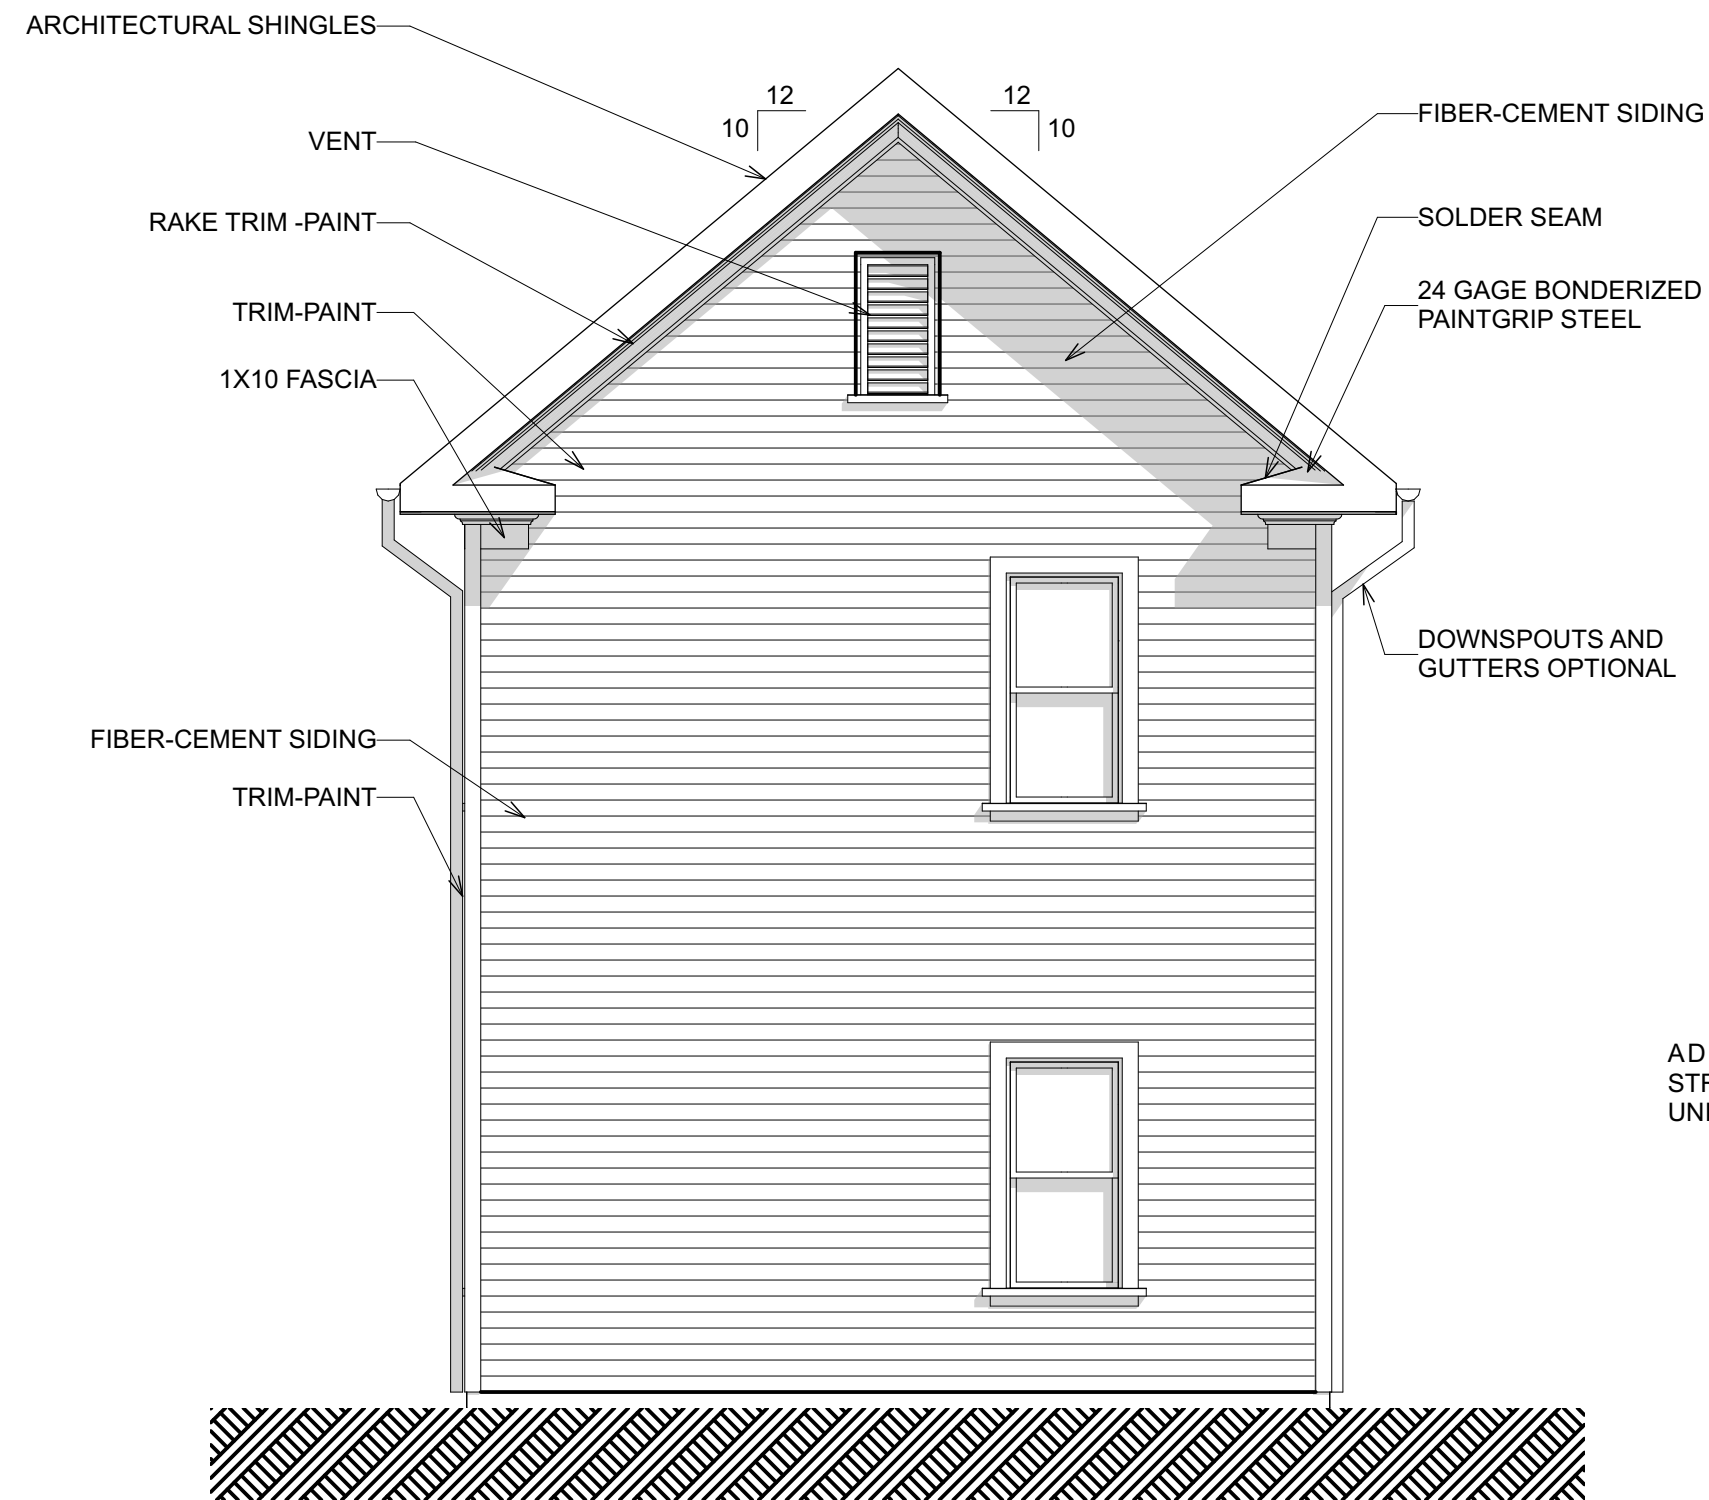 ARCHITECTURAL SHINGLES
12
10
12
10
VENT
RAKE TRIM -PAINT
TRIM-PAINT
1X10 FASCIA
FIBER-CEMENT SIDING
SOLDER SEAM
24 GAGE BONDERIZED
PAINTGRIP STEEL
DOWNSPOUTS AND
GUTTERS OPTIONAL
FIBER-CEMENT SIDING
TRIM-PAINT
AD